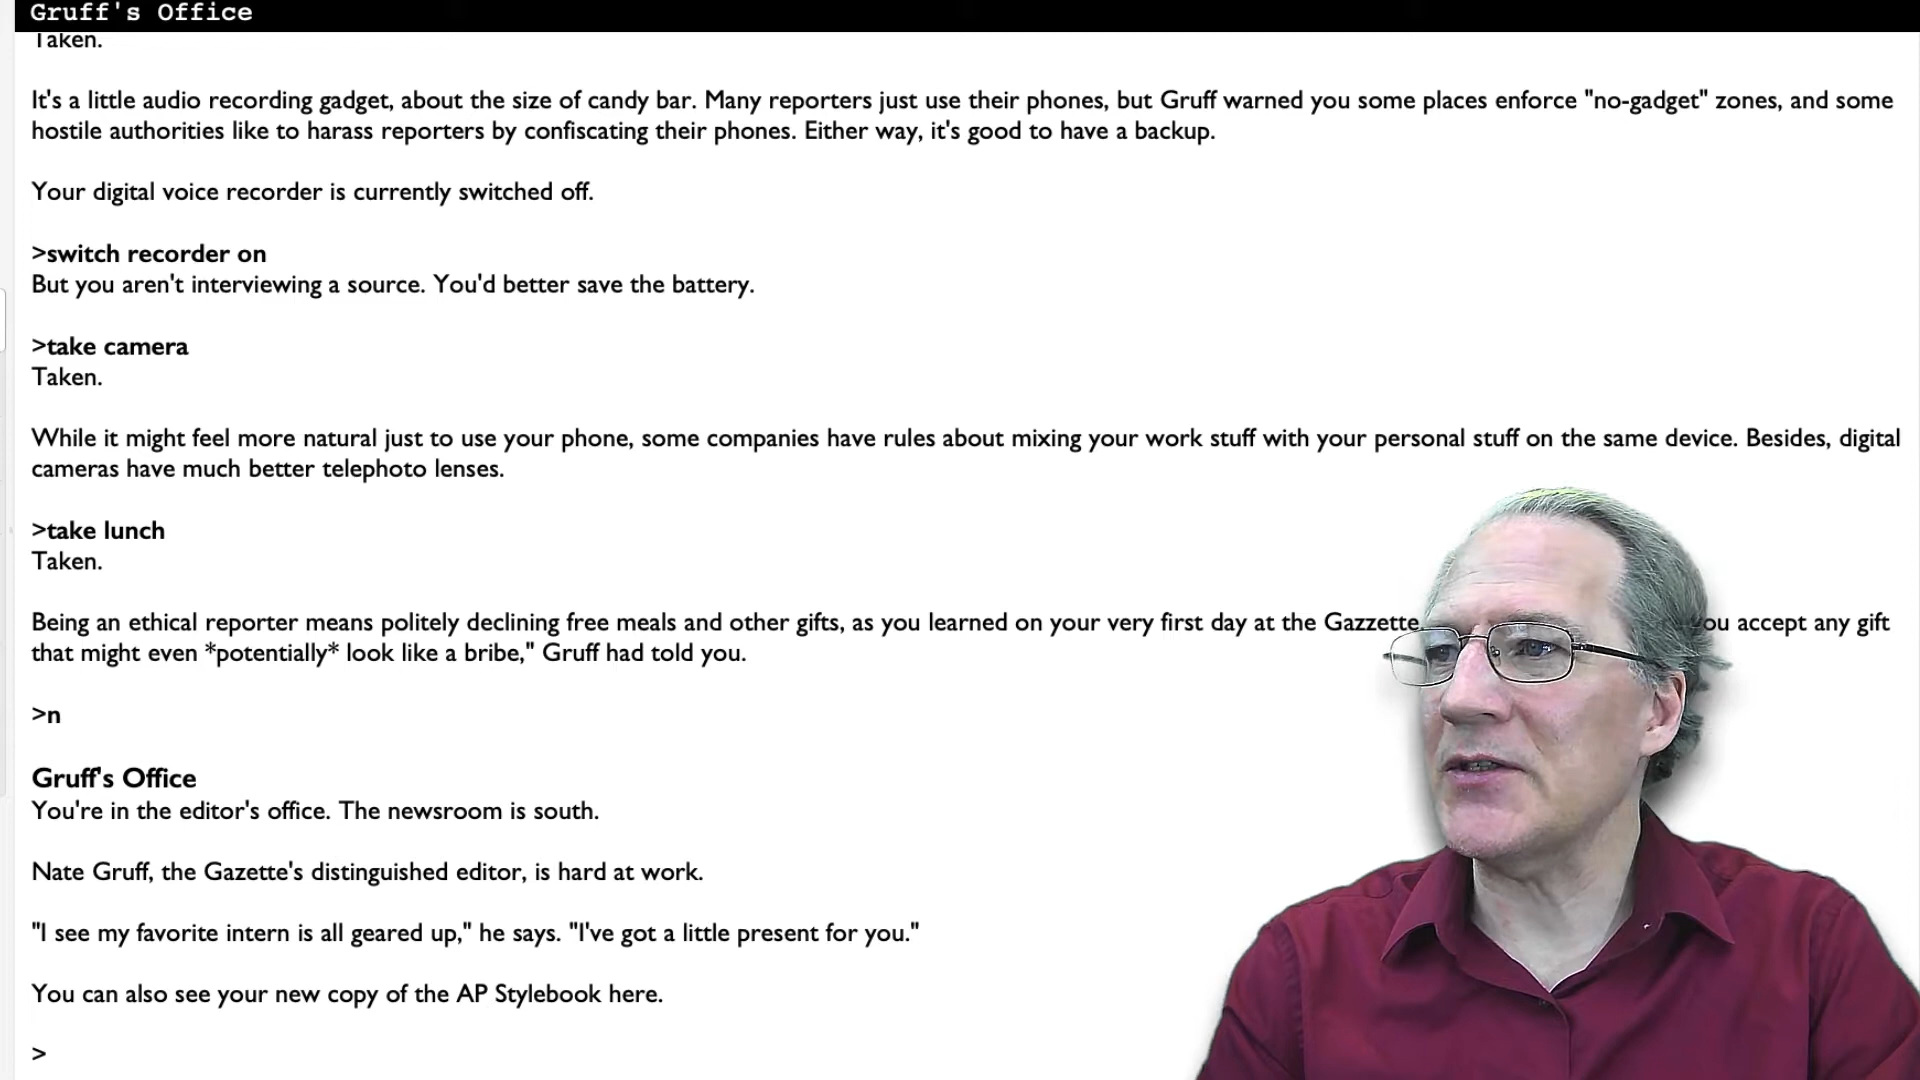 Gruff's Office
Taken.
It's a little audio recording gadget, about the size of candy bar. Many reporters just use their phones, but Gruff warned you some places enforce "no-gadget" zones, and some
hostile authorities like to harass reporters by confiscating their phones. Either way, it's good to have a backup.
Your digital voice recorder is currently switched off.
>switch recorder on
But you aren't interviewing a source. You'd better save the battery.
>take camera
Taken.
While it might feel more natural just to use your phone, some companies have rules about mixing your work stuff with your personal stuff on the same device. Besides, digital
cameras have much better telephoto lenses.
>take lunch
Taken.
Being an ethical reporter means politely declining free meals and other gifts, as you learned on your very first day at the Gazzette accept any gift
that might even *potentially* look like a bribe," Gruff had told you.
>n
Gruff's Office
You're in the editor's office. The newsroom is south.
Nate Gruff, the Gazette's distinguished editor, is hard at work.
"I see my favorite intern is all geared up," he says. "I've got a little present for you."
You can also see your new copy of the AP Stylebook here.
>